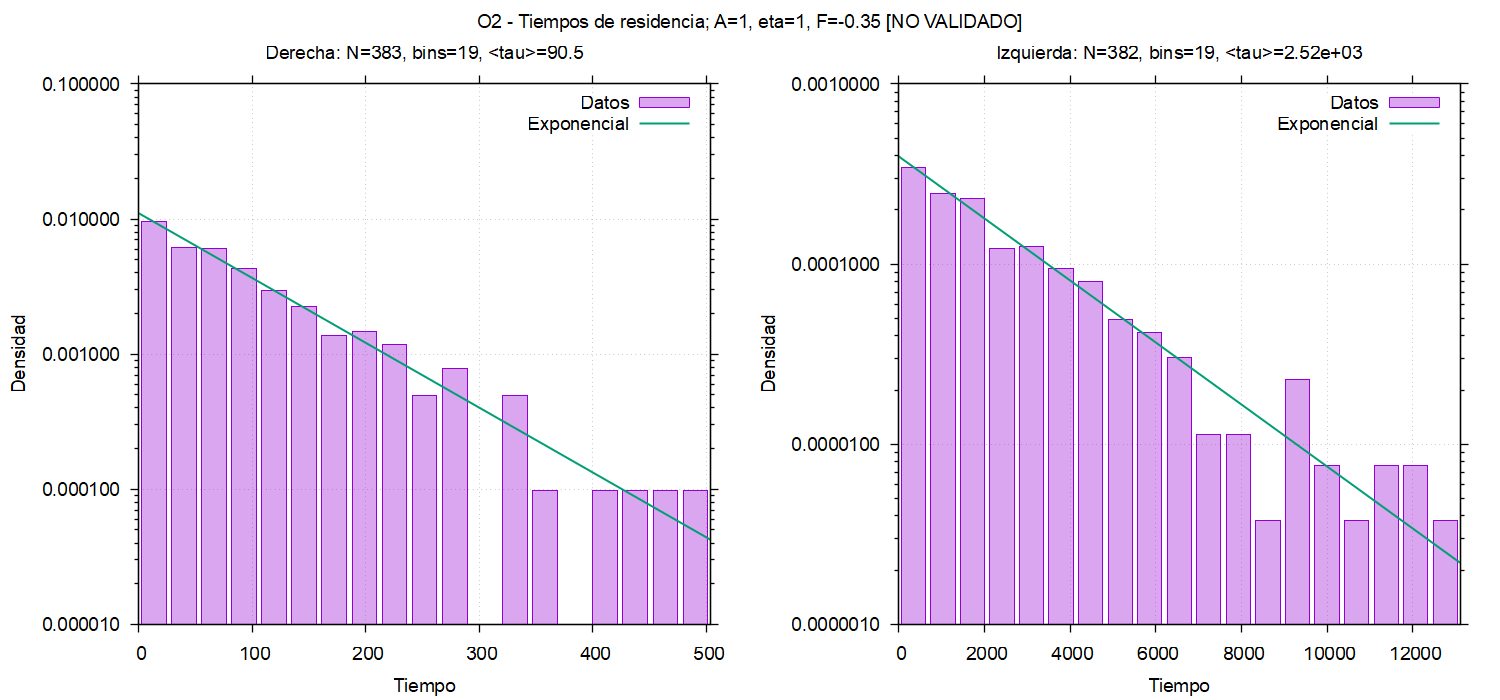 O2 - Tiempos de residencia; A=1, eta=1, F=-0.35 [NO VALIDADO]
Derecha: N=383, bins=19, <tau>=90.5
0.100000
0.010000
0.001000
0.000100
0.000010
Densidad
Datos
Exponencial
0
100
200
300
400
500
Tiempo
Izquierda: N=382, bins=19, <tau>=2.52e+03
0.0010000
0.0001000
0.0000100
0.0000010
Densidad
Datos
Exponencial
0
2000
4000
6000
8000
10000
12000
Tiempo